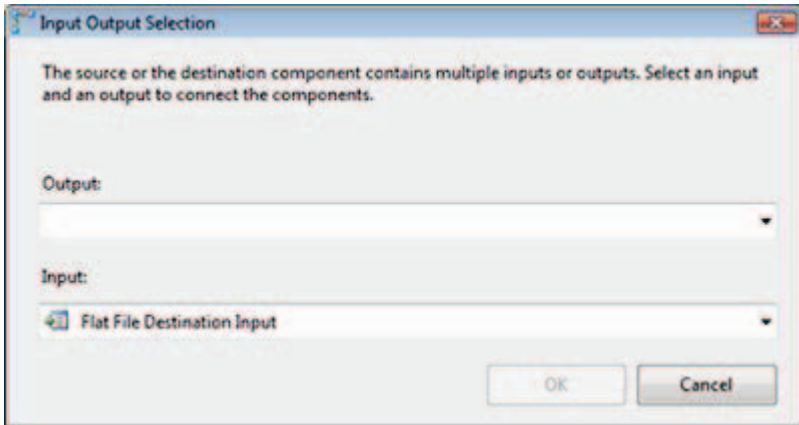 Input Output Selection
The source or the destination component contains multiple inputs or outputs. Select an input
and an output to connect the components.
Output:
Input:
Flat File Destination Input
OK
Cancel